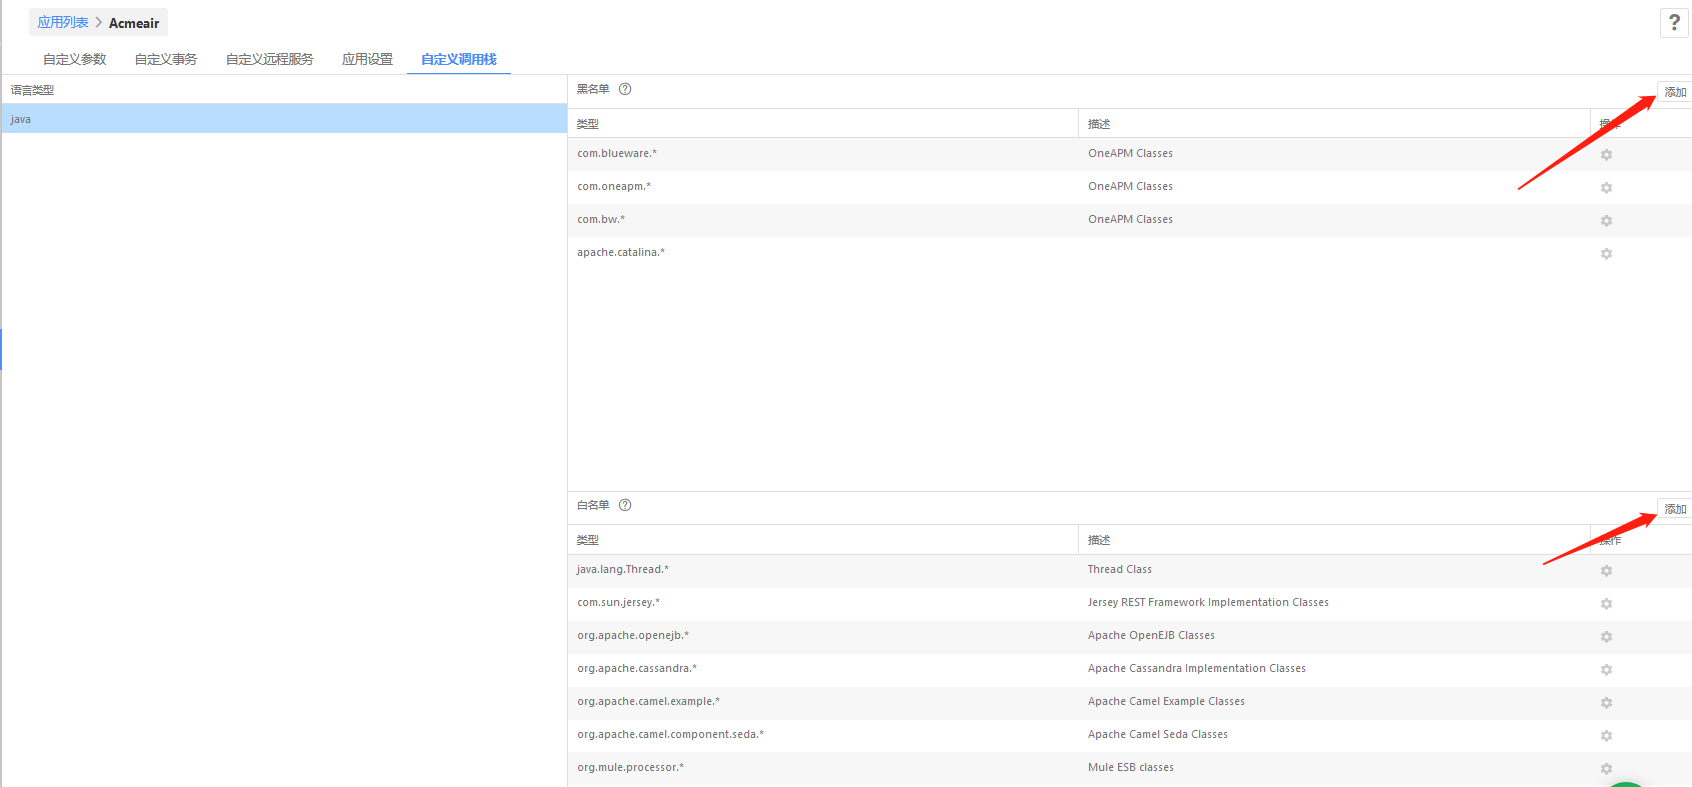 应用列表 > Acmeair
?
自定义参数 自定义事务 自定义远程服务 应用设置 自定义调用栈
语言类型
java
黑名单 ?
添加
类型 描述 操作
com.blueware.* OneAPM Classes
com.oneapm.* OneAPM Classes
com.bw.* OneAPM Classes
apache.catalina.*
白名单 ?
添加
类型 描述 操作
java.lang.Thread.* Thread Class
com.sun.jersey.* Jersey REST Framework Implementation Classes
org.apache.openejb.* Apache OpenEJB Classes
org.apache.cassandra.* Apache Cassandra Implementation Classes
org.apache.camel.example.* Apache Camel Example Classes
org.apache.camel.component.seda.* Apache Camel Seda Classes
org.mule.processor.* Mule ESB classes